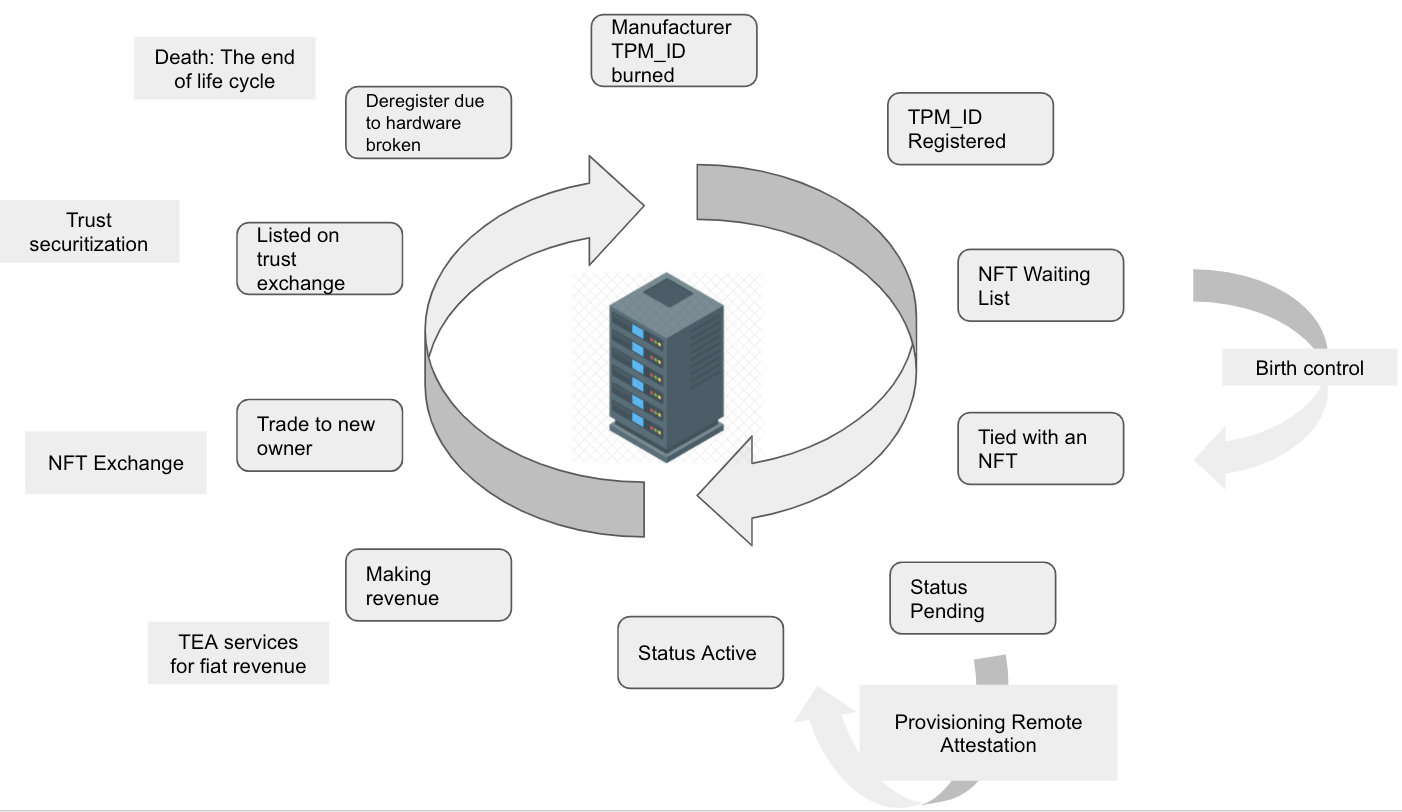 Manufacturer
TPM_ID
burned
Death: The end
of life cycle
Deregister due
to hardware
broken
TPM_ID
Registered
Trust
securitization
Listed on
trust
exchange
NFT Waiting
List
Birth control
Trade to new
owner
Tied with an
NFT
NFT Exchange
Making
revenue
Status
Pending
TEA services
for fiat revenue
Status Active
Provisioning Remote
Attestation